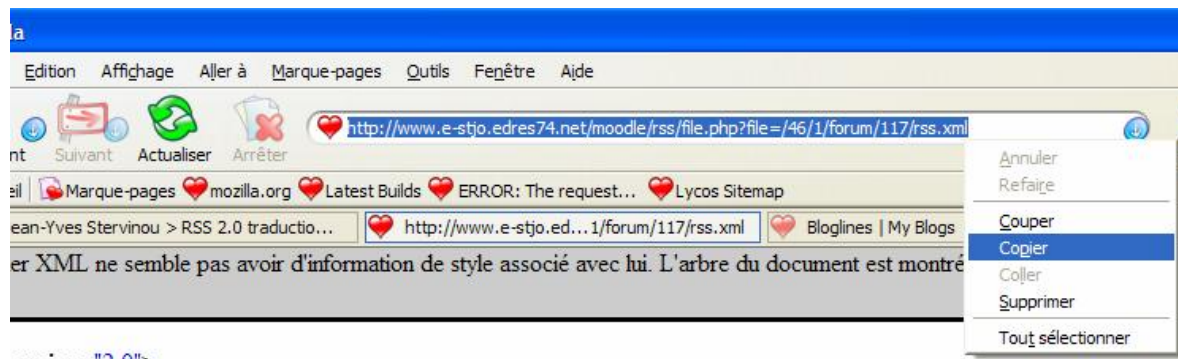 la
Edition Affichage Aller à Marque-pages Outils Fenêtre Aide
http://www.e-stjo.edres74.net/moodle/rss/file.php?file=/46/1/forum/117/rss.xml
nt Suivant Actualiser Arrêter
eil Marque-pages mozilla.org Latest Builds ERROR: The request... Lycos Sitemap
ean-Yves Stervinou > RSS 2.0 traductio... http://www.e-stjo.ed...1/forum/117/rss.xml Bloglines | My Blogs
er XML ne semble pas avoir d'information de style associé avec lui. L'arbre du document est montré
Annuler
Refaire
Couper
Copier
Coller
Supprimer
Tout sélectionner
"2.0">